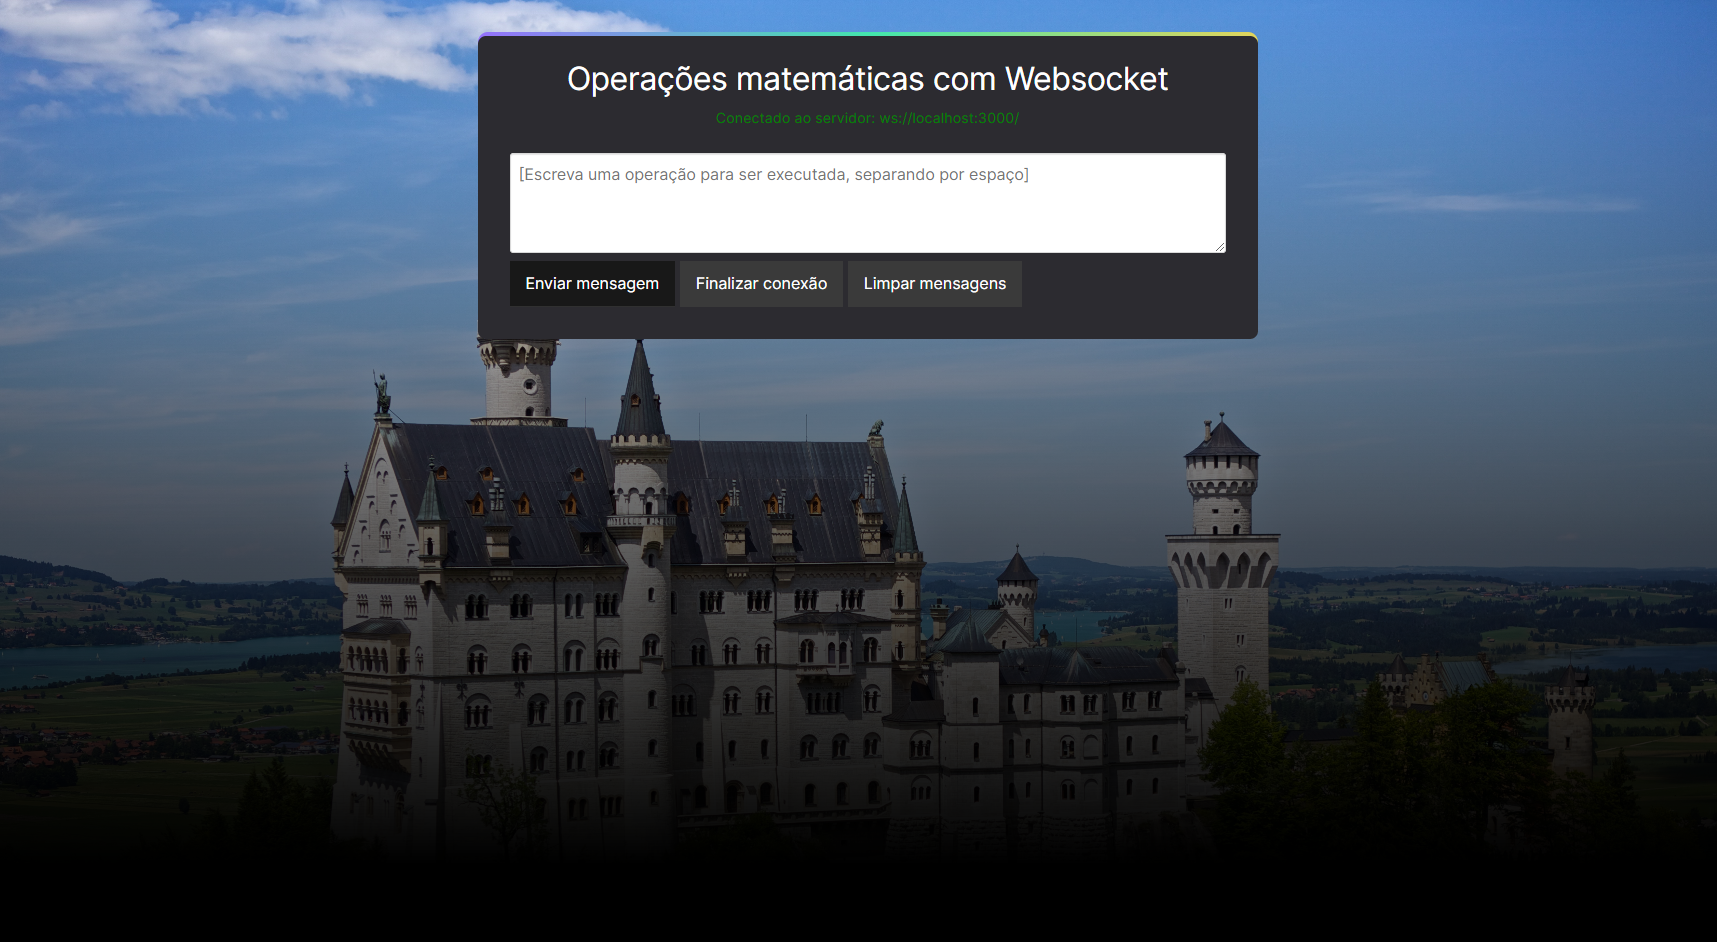 Operações matemáticas com Websocket
Conectado ao servidor: ws://localhost:3000/
[Escreva uma operação para ser executada, separando por espaço]
Enviar mensagem Finalizar conexão Limpar mensagens